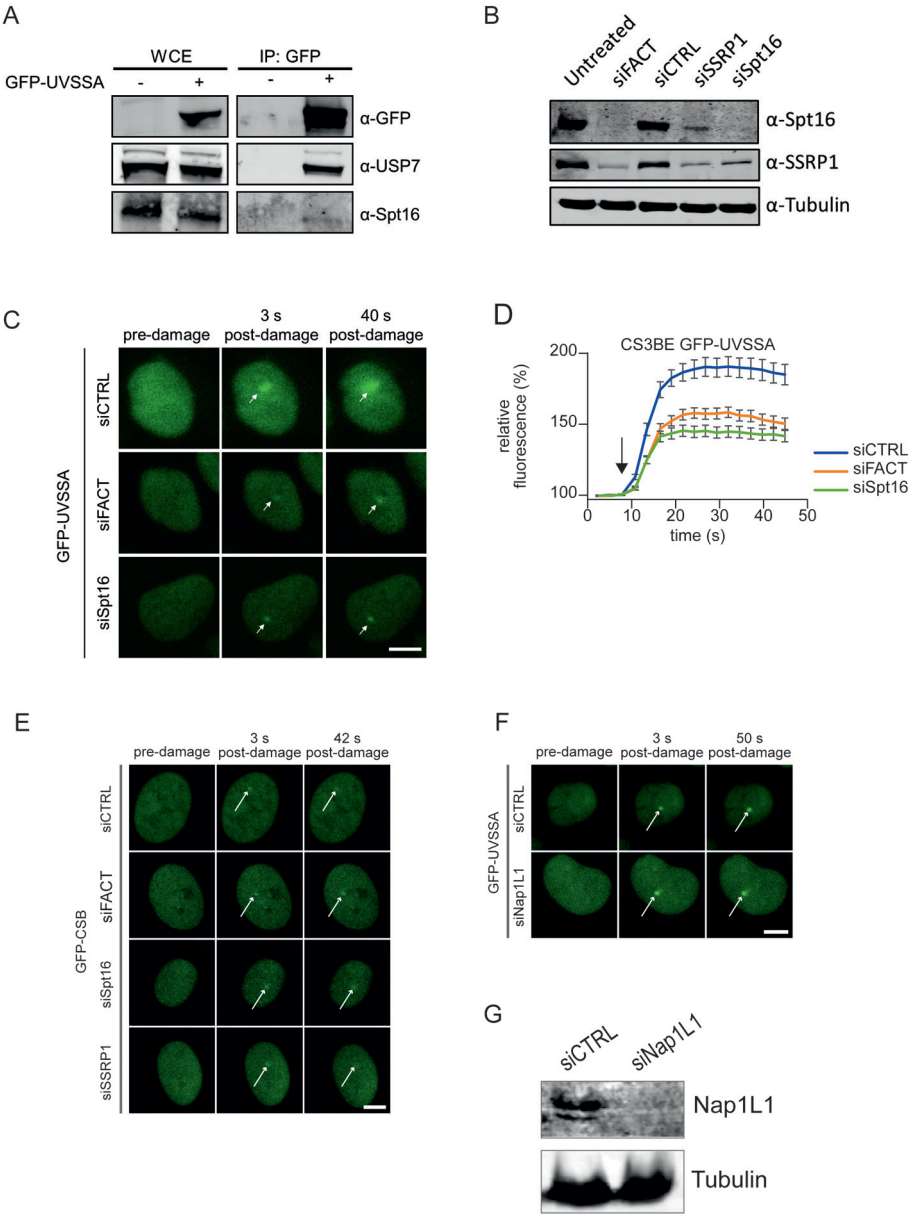 A
WCE
IP: GFP
GFP-UVSSA
-
+
-
+
α-GFP
α-USP7
α-Spt16
B
Untreated
siFACT
siCTRL
siSSRP1
siSpt16
α-Spt16
α-SSRP1
α-Tubulin
C
pre-damage
3 s
post-damage
40 s
post-damage
GFP-UVSSA
siCTRL
siFACT
siSpt16
D
CS3BE GFP-UVSSA
relative
fluorescence (%)
200
150
100
0
10
20
30
40
50
time (s)
siCTRL
siFACT
siSpt16
E
pre-damage
3 s
post-damage
42 s
post-damage
GFP-CSB
siCTRL
siFACT
siSpt16
siSSRP1
F
pre-damage
3 s
post-damage
50 s
post-damage
GFP-UVSSA
siCTRL
siNap1L1
G
siCTRL
siNap1L1
Nap1L1
Tubulin